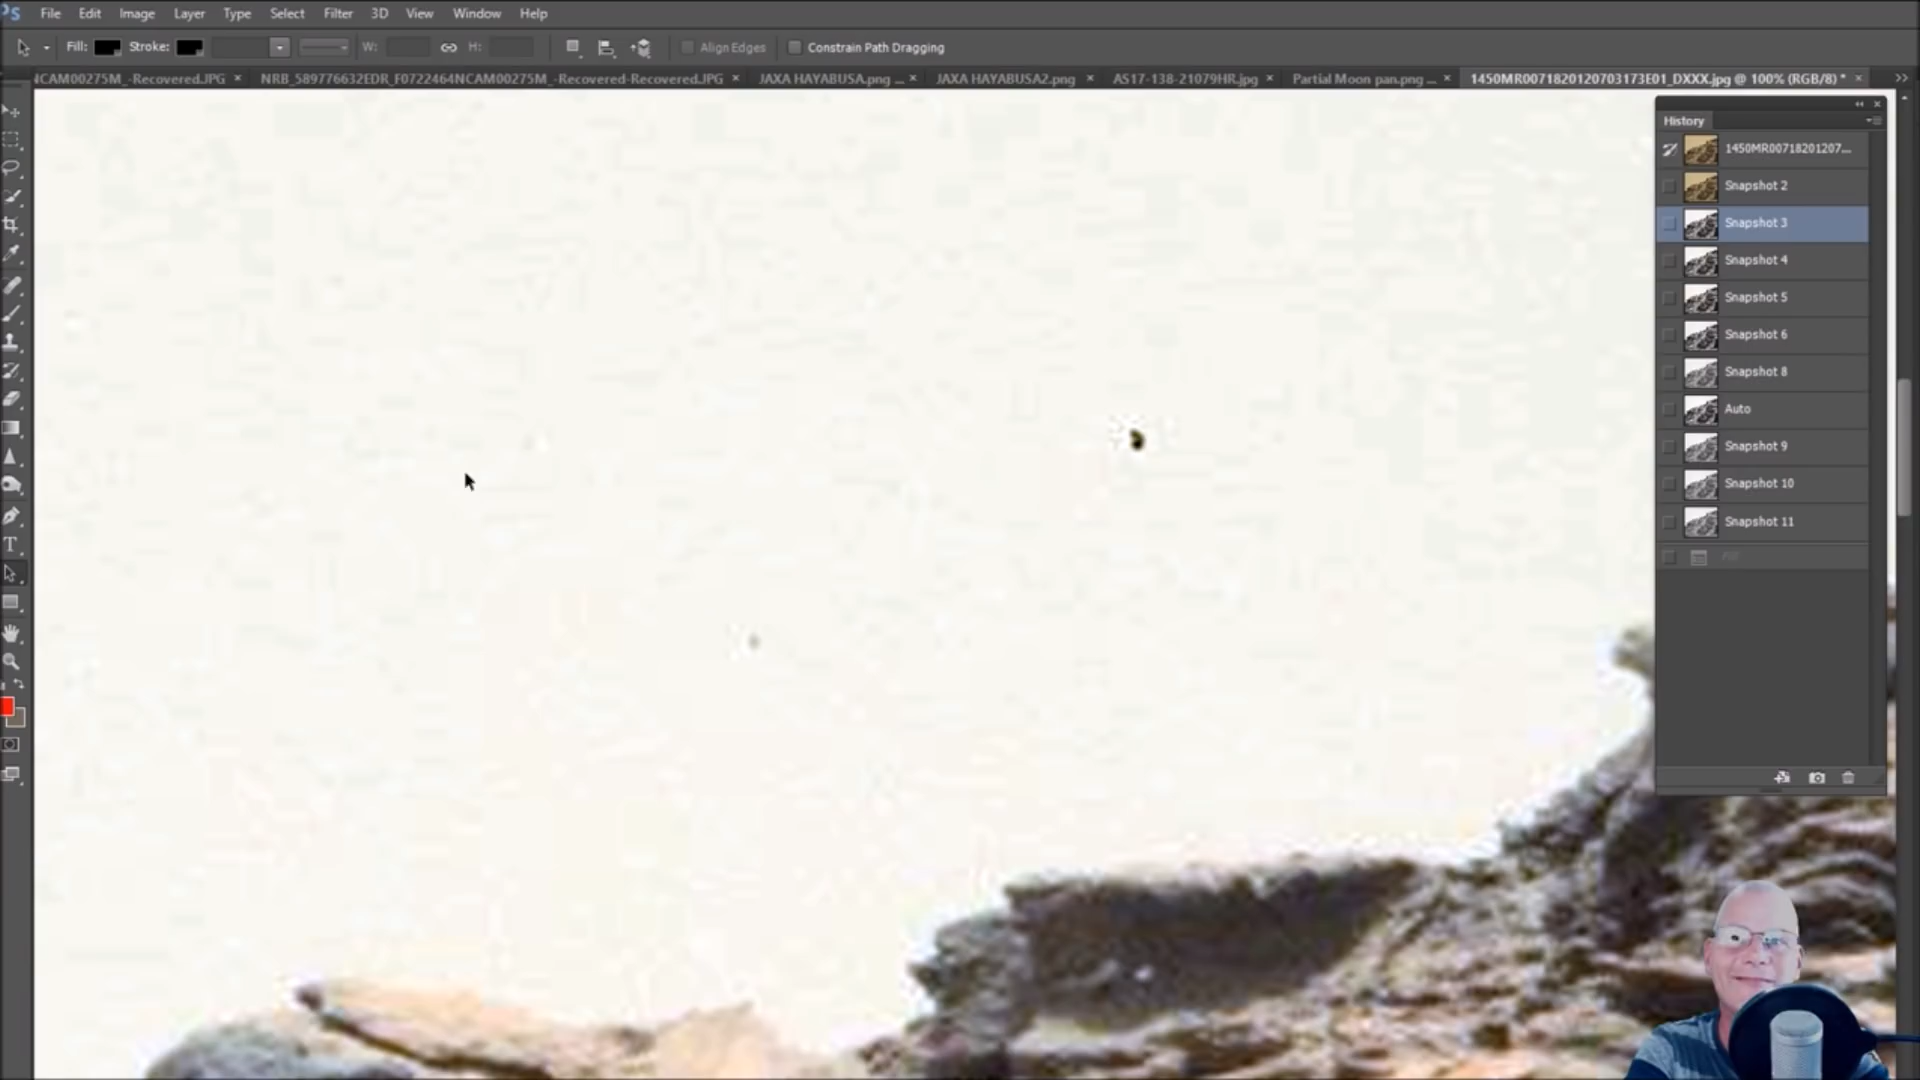 PS File Edit Image Layer Type Select Filter 3D View Window Help
Fill: Stroke: W: H: Align Edges Constrain Path Dragging
NCAM00275M_-Recovered.JPG × NRB_589776632EDR_F0722464NCAM00275M_-Recovered-Recovered.JPG × JAXA HAYABUSA.png ... × JAXA HAYABUSA2.png × AS17-138-21079HR.jpg × Partial Moon pan.png ... × 1450MR0071820120703173E01_DXXX.jpg @ 100% (RGB/8) * ×
History
1450MR00718201207...
Snapshot 2
Snapshot 3
Snapshot 4
Snapshot 5
Snapshot 6
Snapshot 8
Auto
Snapshot 9
Snapshot 10
Snapshot 11
T